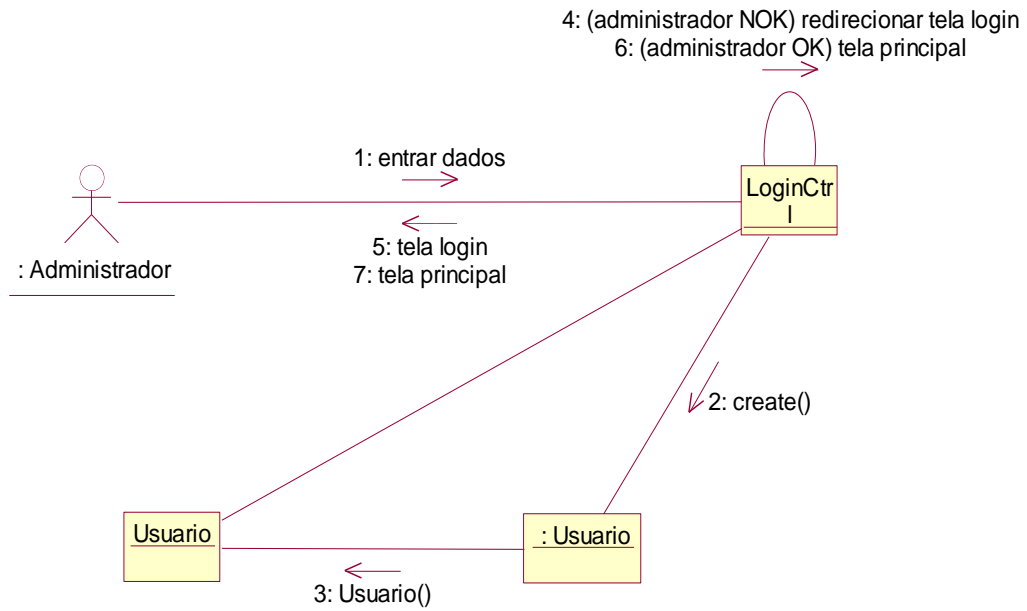 4: (administrador NOK) redirecionar tela login
6: (administrador OK) tela principal
1: entrar dados
LoginCtr
l
5: tela login
7: tela principal
: Administrador
2: create()
Usuario
: Usuario
3: Usuario()